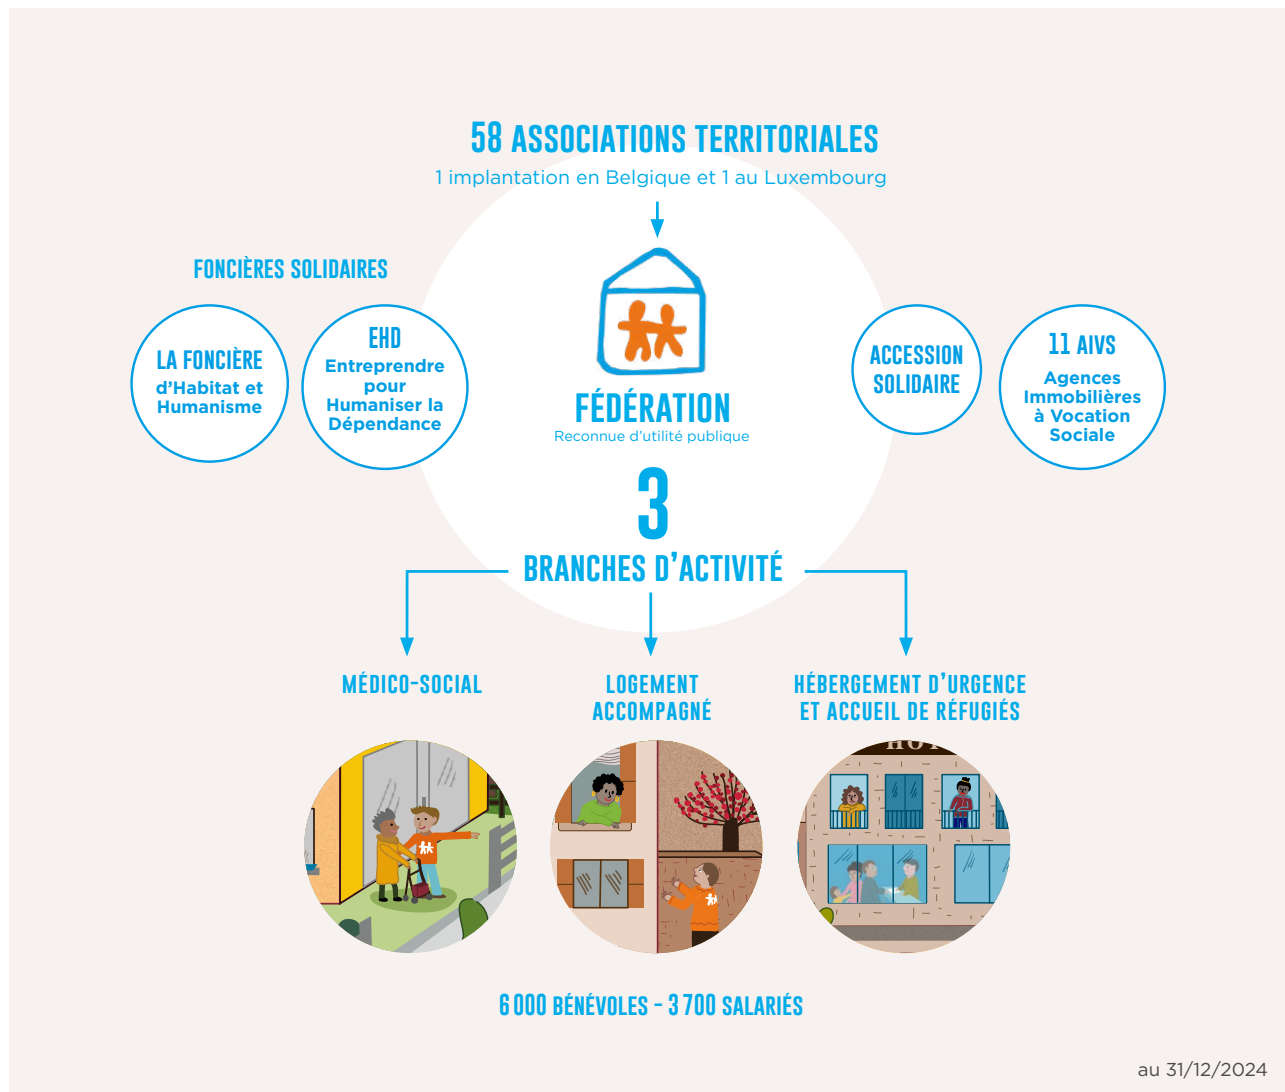 58 ASSOCIATIONS TERRITORIALES
1 implantation en Belgique et 1 au Luxembourg
FONCIÈRES SOLIDAIRES
LA FONCIÈRE
d'Habitat et
Humanisme
EHD
Entreprendre
pour
Humaniser la
Dépendance
FÉDÉRATION
Reconnue d'utilité publique
ACCESSION
SOLIDAIRE
11 AIVS
Agences
Immobilières
à Vocation
Sociale
3
BRANCHES D'ACTIVITÉ
MÉDICO-SOCIAL
LOGEMENT
ACCOMPAGNÉ
HÉBERGEMENT D'URGENCE
ET ACCUEIL DE RÉFUGIÉS
6 000 BÉNÉVOLES - 3 700 SALARIÉS
au 31/12/2024